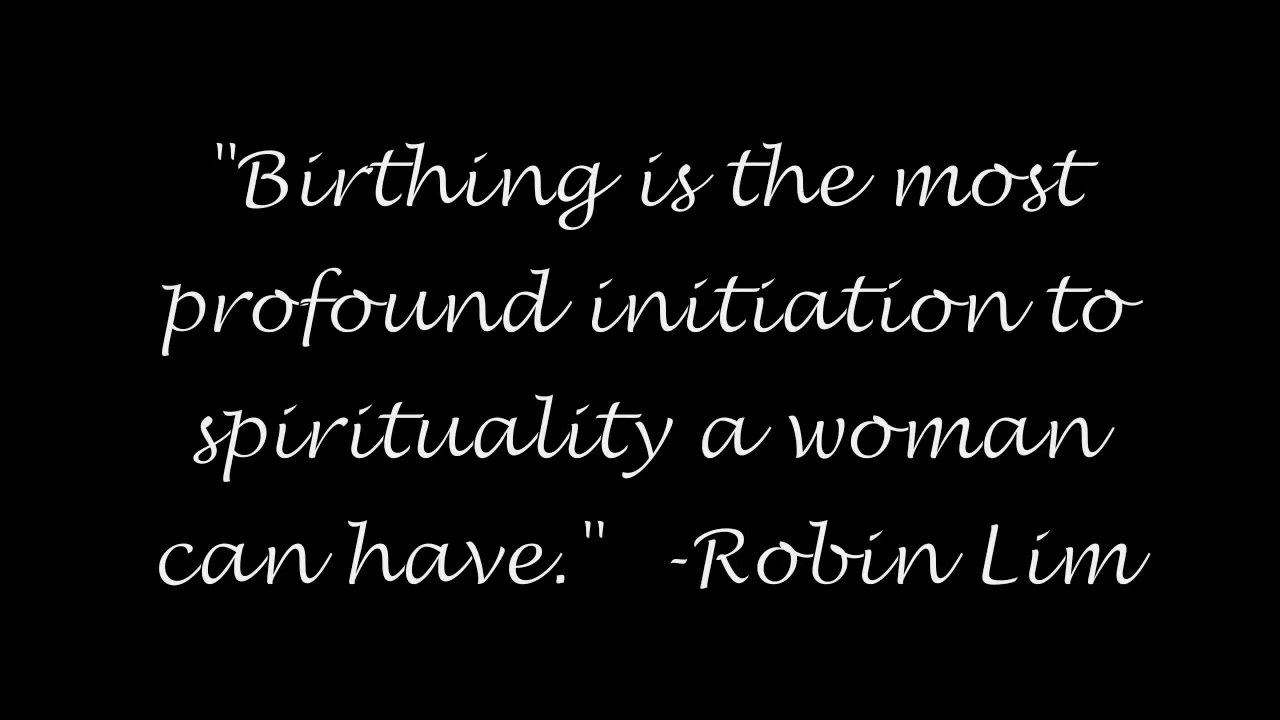 "Birthing is the most
profound initiation to
spirituality a woman
can have."   -Robin Lim